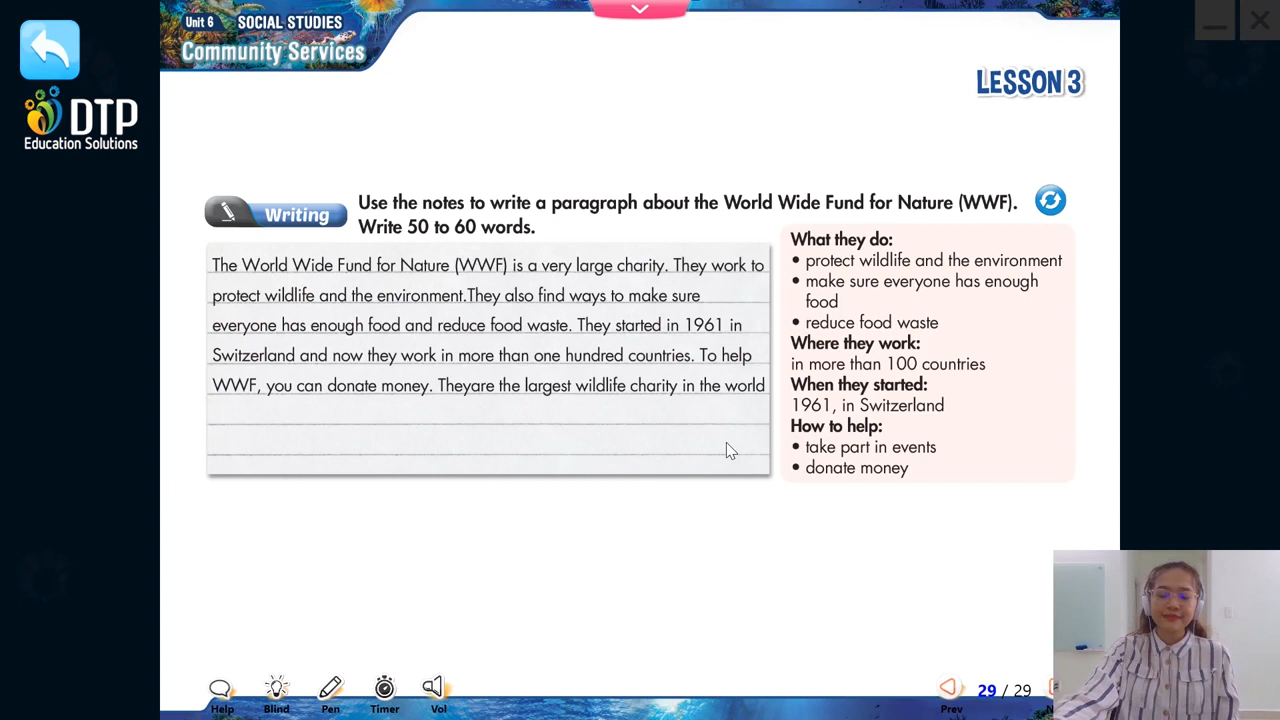 Unit 6 SOCIAL STUDIES
Community Services
DTP
Education Solutions
LESSON 3
Writing
Use the notes to write a paragraph about the World Wide Fund for Nature (WWF).
Write 50 to 60 words.
The World Wide Fund for Nature (WWF) is a very large charity. They work to
protect wildlife and the environment.They also find ways to make sure
everyone has enough food and reduce food waste. They started in 1961 in
Switzerland and now they work in more than one hundred countries. To help
WWF, you can donate money. Theyare the largest wildlife charity in the world
What they do:
• protect wildlife and the environment
• make sure everyone has enough
food
• reduce food waste
Where they work:
in more than 100 countries
When they started:
1961, in Switzerland
How to help:
• take part in events
• donate money
Help Blind Pen Timer Vol
Prev 29 / 29